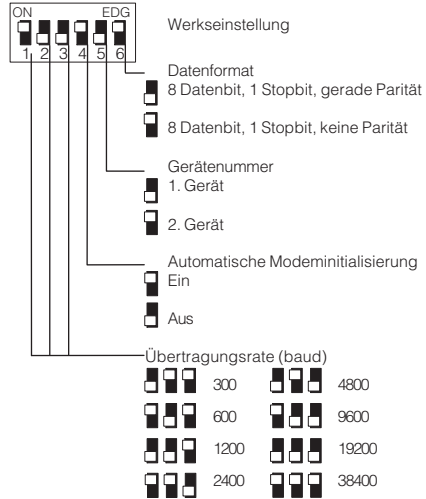 ON EDG
1 2 3 4 5 6
Werkseinstellung
Datenformat
8 Datenbit, 1 Stopbit, gerade Parität
8 Datenbit, 1 Stopbit, keine Parität
Gerätenummer
1. Gerät
2. Gerät
Automatische Modeminitialisierung
Ein
Aus
Übertragungsrate (baud)
300 4800
600 9600
1200 19200
2400 38400